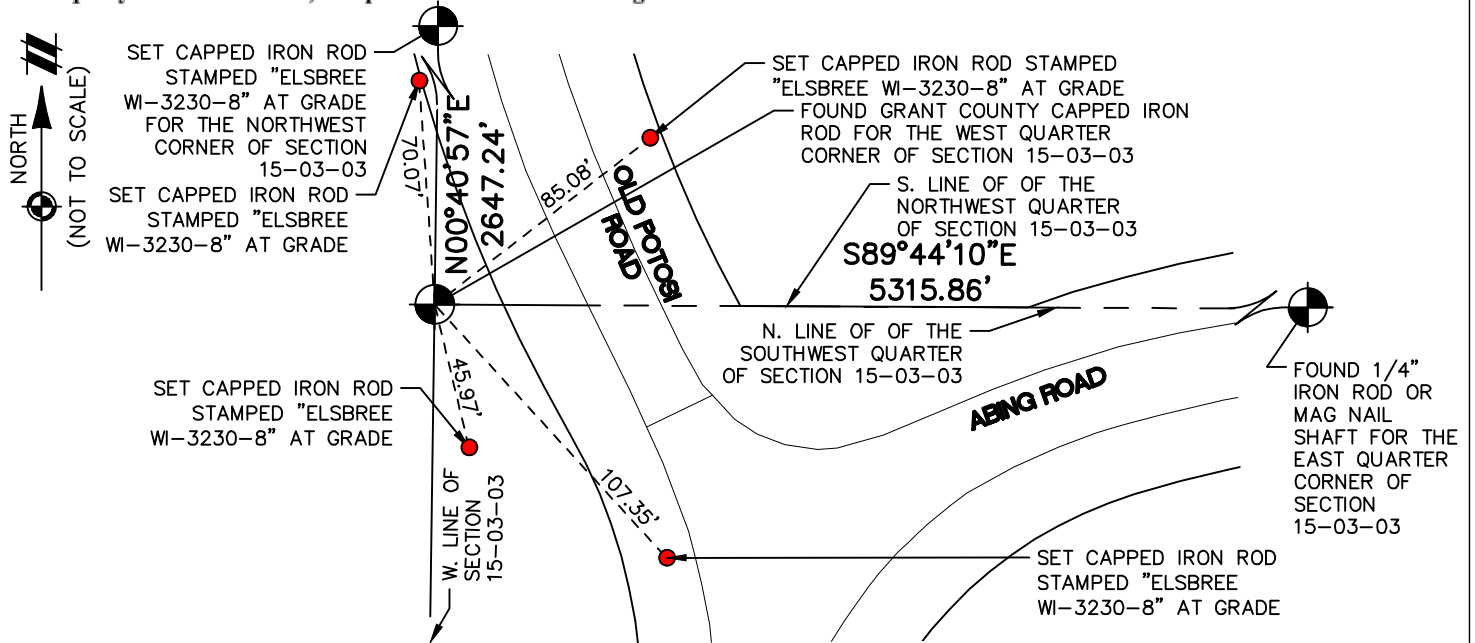 SET CAPPED IRON ROD
STAMPED "ELSBREE
WI-3230-8" AT GRADE
FOR THE NORTHWEST
CORNER OF SECTION
15-03-03
SET CAPPED IRON ROD
STAMPED "ELSBREE
WI-3230-8" AT GRADE
NORTH
(NOT TO SCALE)
N00°40'57"E
2647.24'
70.07'
85.08'
OLD POTOSI
ROAD
SET CAPPED IRON ROD STAMPED
"ELSBREE WI-3230-8" AT GRADE
FOUND GRANT COUNTY CAPPED IRON
ROD FOR THE WEST QUARTER
CORNER OF SECTION 15-03-03
S. LINE OF OF THE
NORTHWEST QUARTER
OF SECTION 15-03-03
S89°44'10"E
5315.86'
N. LINE OF OF THE
SOUTHWEST QUARTER
OF SECTION 15-03-03
ABING ROAD
FOUND 1/4"
IRON ROD OR
MAG NAIL
SHAFT FOR THE
EAST QUARTER
CORNER OF
SECTION
15-03-03
SET CAPPED IRON ROD
STAMPED "ELSBREE
WI-3230-8" AT GRADE
45.97'
107.35'
W. LINE OF
SECTION
15-03-03
SET CAPPED IRON ROD
STAMPED "ELSBREE
WI-3230-8" AT GRADE